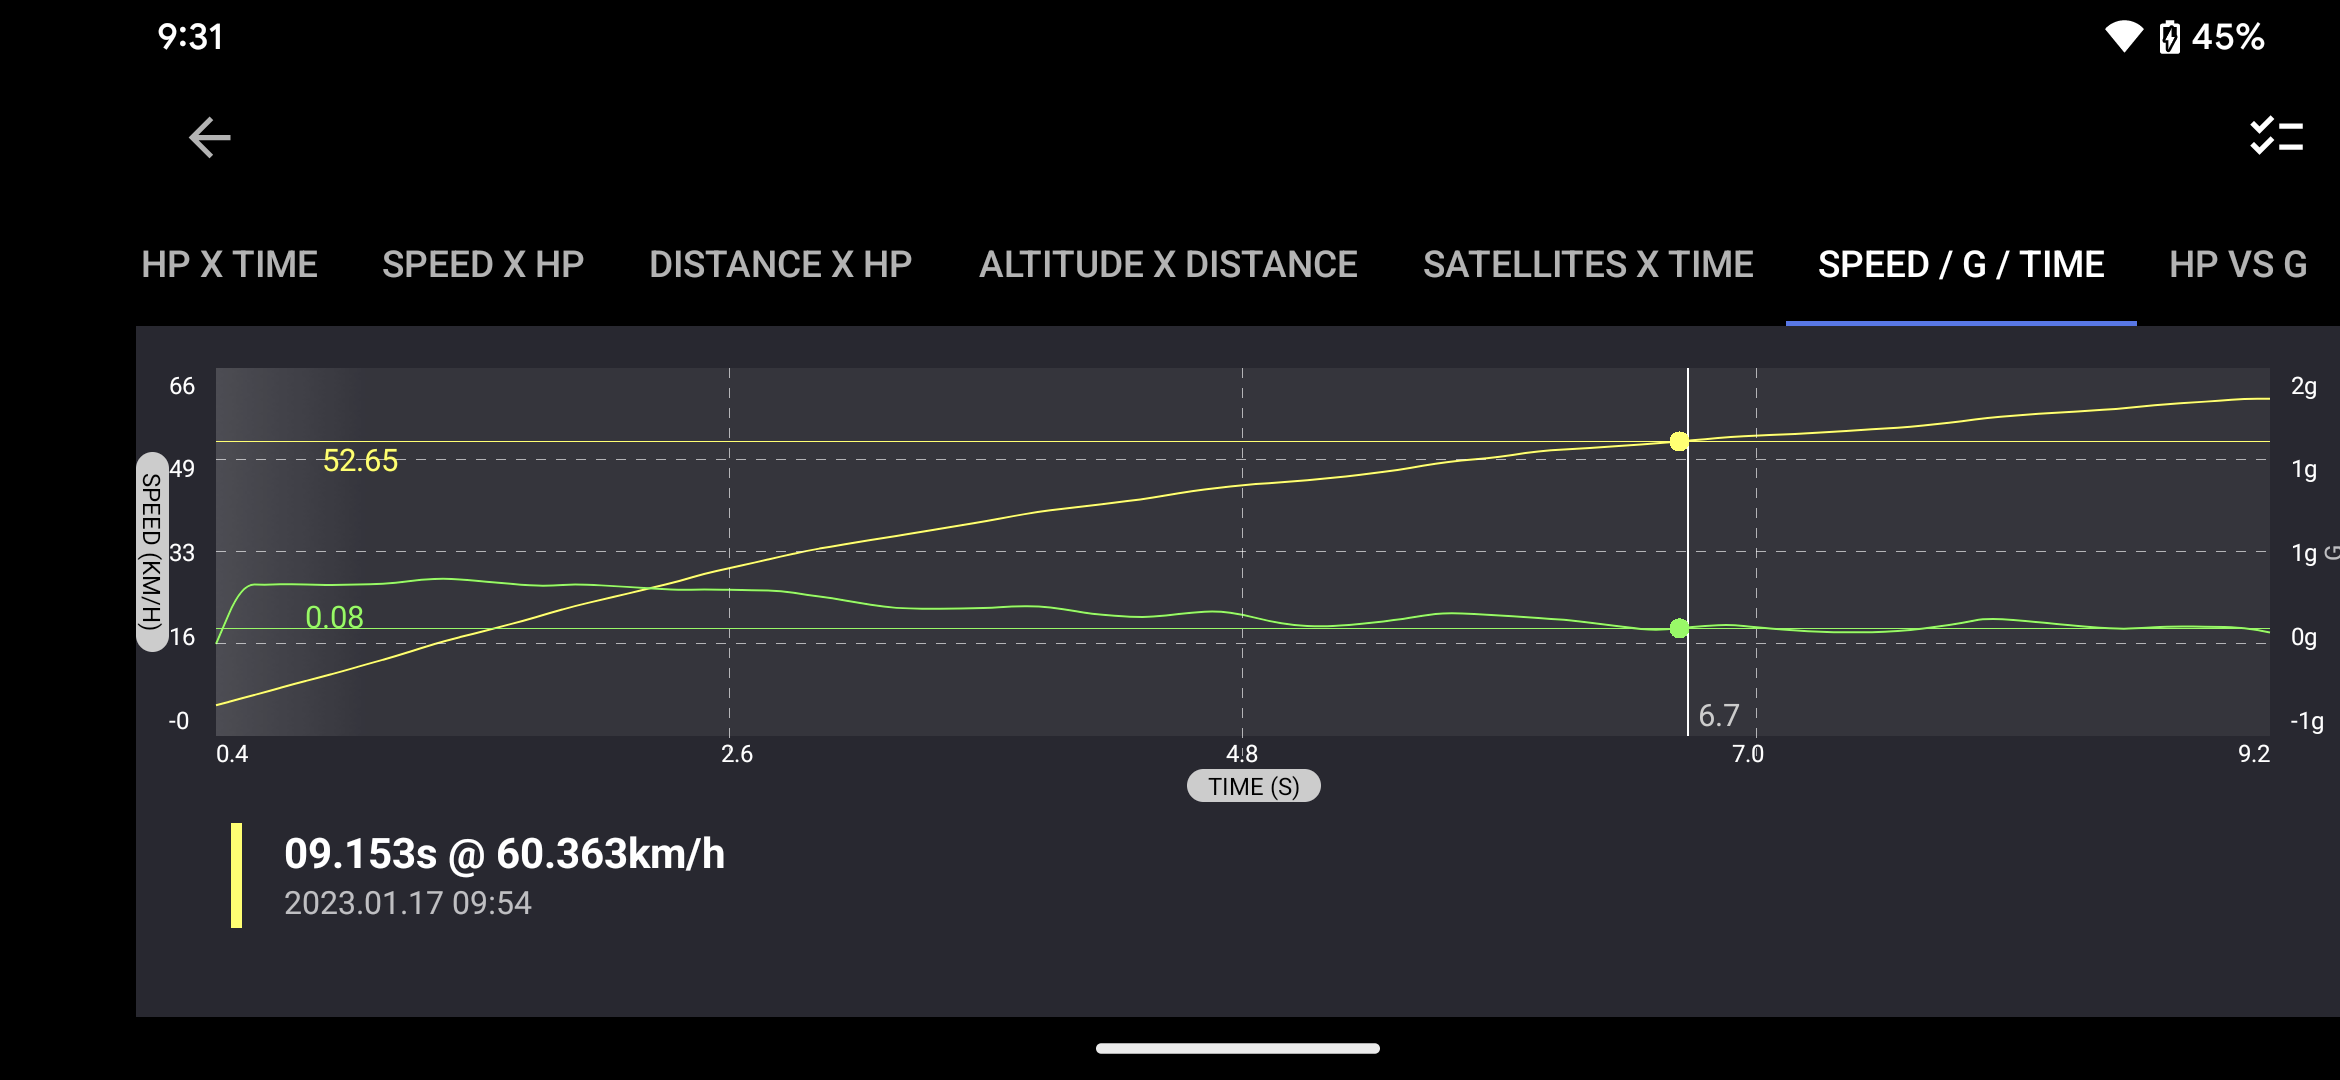 9:31
45%
HP X TIME SPEED X HP DISTANCE X HP ALTITUDE X DISTANCE SATELLITES X TIME SPEED / G / TIME HP VS G
66
49
33
16
-0
SPEED (KM/H)
52.65
0.08
6.7
2g
1g
1g
0g
-1g
G
0.4 2.6 4.8 7.0 9.2
TIME (S)
09.153s @ 60.363km/h
2023.01.17 09:54